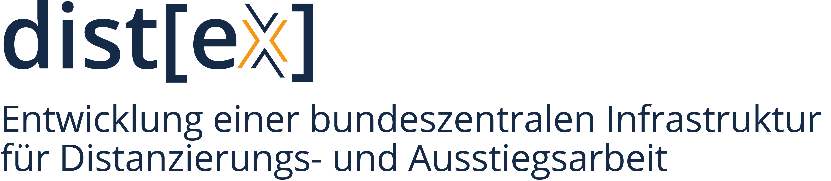 dist[ex]
Entwicklung einer bundeszentralen Infrastruktur
für Distanzierungs- und Ausstiegsarbeit